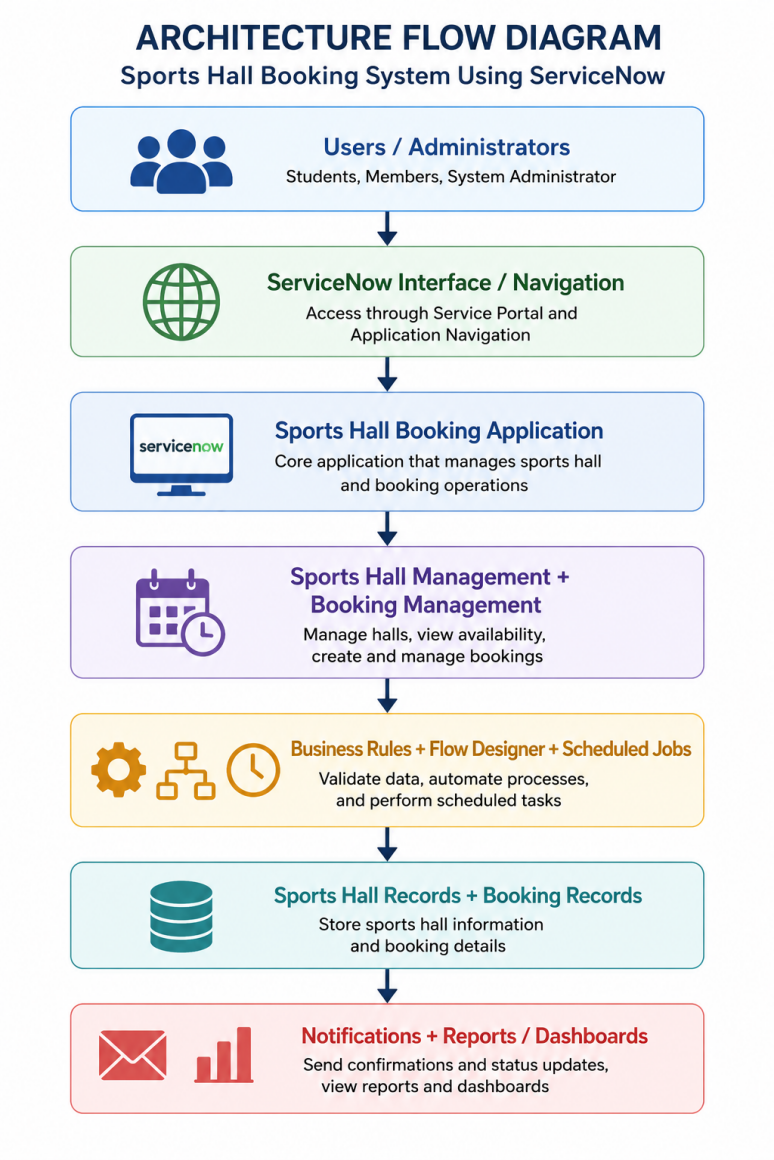 ARCHITECTURE FLOW DIAGRAM
Sports Hall Booking System Using ServiceNow
Users / Administrators
Students, Members, System Administrator
ServiceNow Interface / Navigation
Access through Service Portal and
Application Navigation
servicenow
Sports Hall Booking Application
Core application that manages sports hall
and booking operations
Sports Hall Management +
Booking Management
Manage halls, view availability,
create and manage bookings
Business Rules + Flow Designer + Scheduled Jobs
Validate data, automate processes,
and perform scheduled tasks
Sports Hall Records + Booking Records
Store sports hall information
and booking details
Notifications + Reports / Dashboards
Send confirmations and status updates,
view reports and dashboards